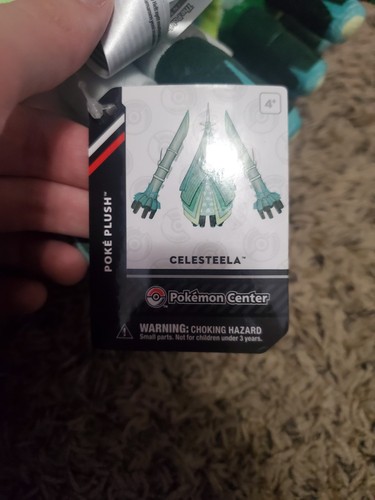 4+
POKÉ PLUSH™
CELESTEELA™
Pokémon Center
WARNING: CHOKING HAZARD
Small parts. Not for children under 3 years.